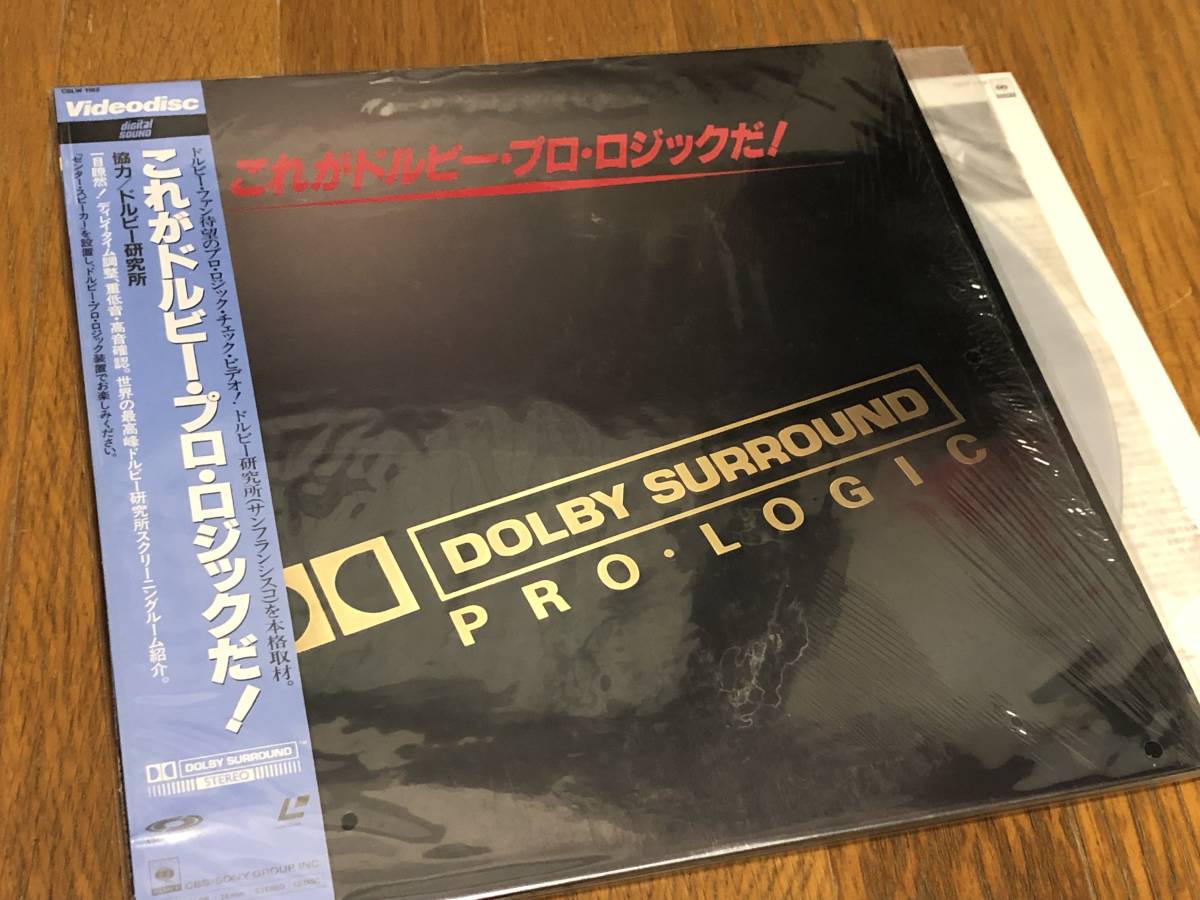 Videodisc
digital
SOUND
ドルビー・ファン待望のプロ・ロジック・チェック・ビデオ! ドルビー研究所(サンフランシスコ)を本格取材。
これがドルビー・プロ・ロジックだ!
協力/ドルビー研究所
一目瞭然! ディレイタイム調整、重低音・高音確認。世界の最高峰ドルビー研究所スクリーニングルーム紹介。
「センター・スピーカー」を設置し、ドルビー・プロ・ロジック装置でお楽しみください。
DOLBY SURROUND
STEREO
CBS/SONY GROUP INC
これがドルビー・プロ・ロジックだ!
DOLBY SURROUND
PRO・LOGIC